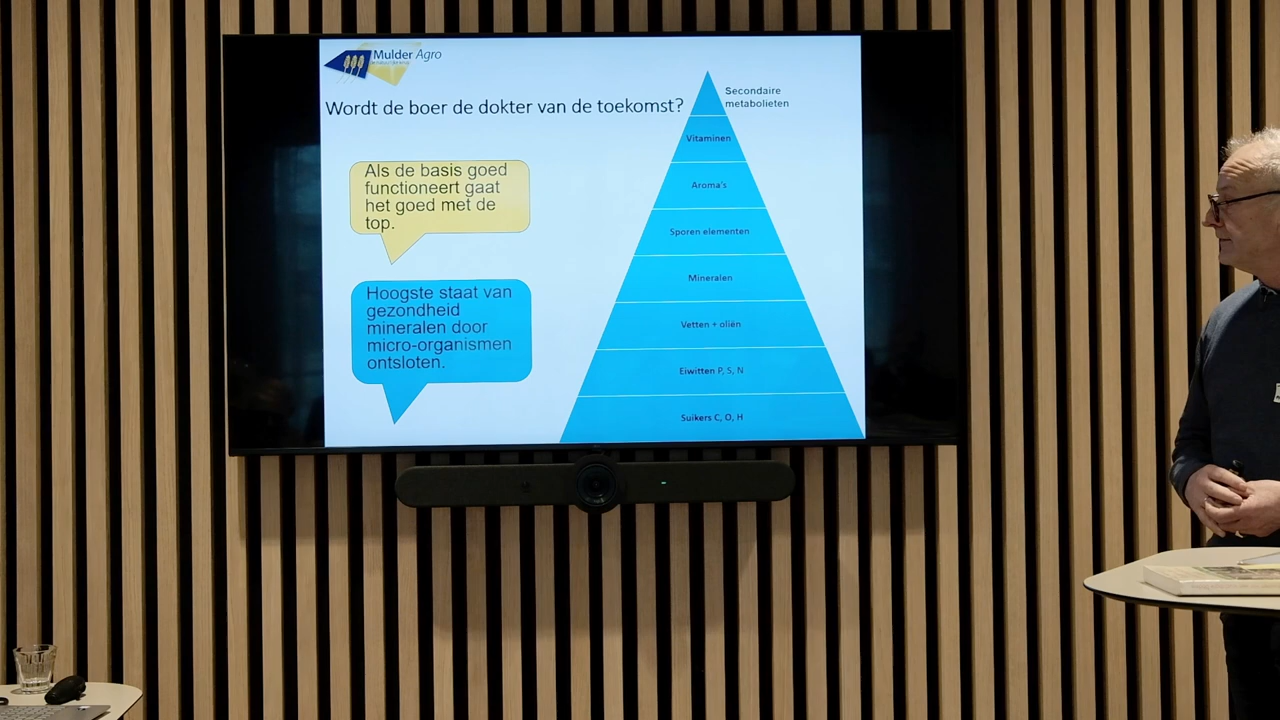 Mulder Agro
Wordt de boer de dokter van de toekomst?
Als de basis goed
functioneert gaat
het goed met de
top.
Hoogste staat van
gezondheid
mineralen door
micro-organismen
ontsloten.
Secondaire
metabolieten
Vitaminen
Aroma's
Sporen elementen
Mineralen
Vetten + oliën
Eiwitten P, S, N
Suikers C, O, H